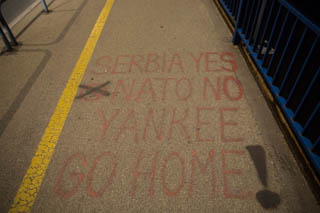 SERBIA YES
NATO NO
YANKEE
GO HOME!